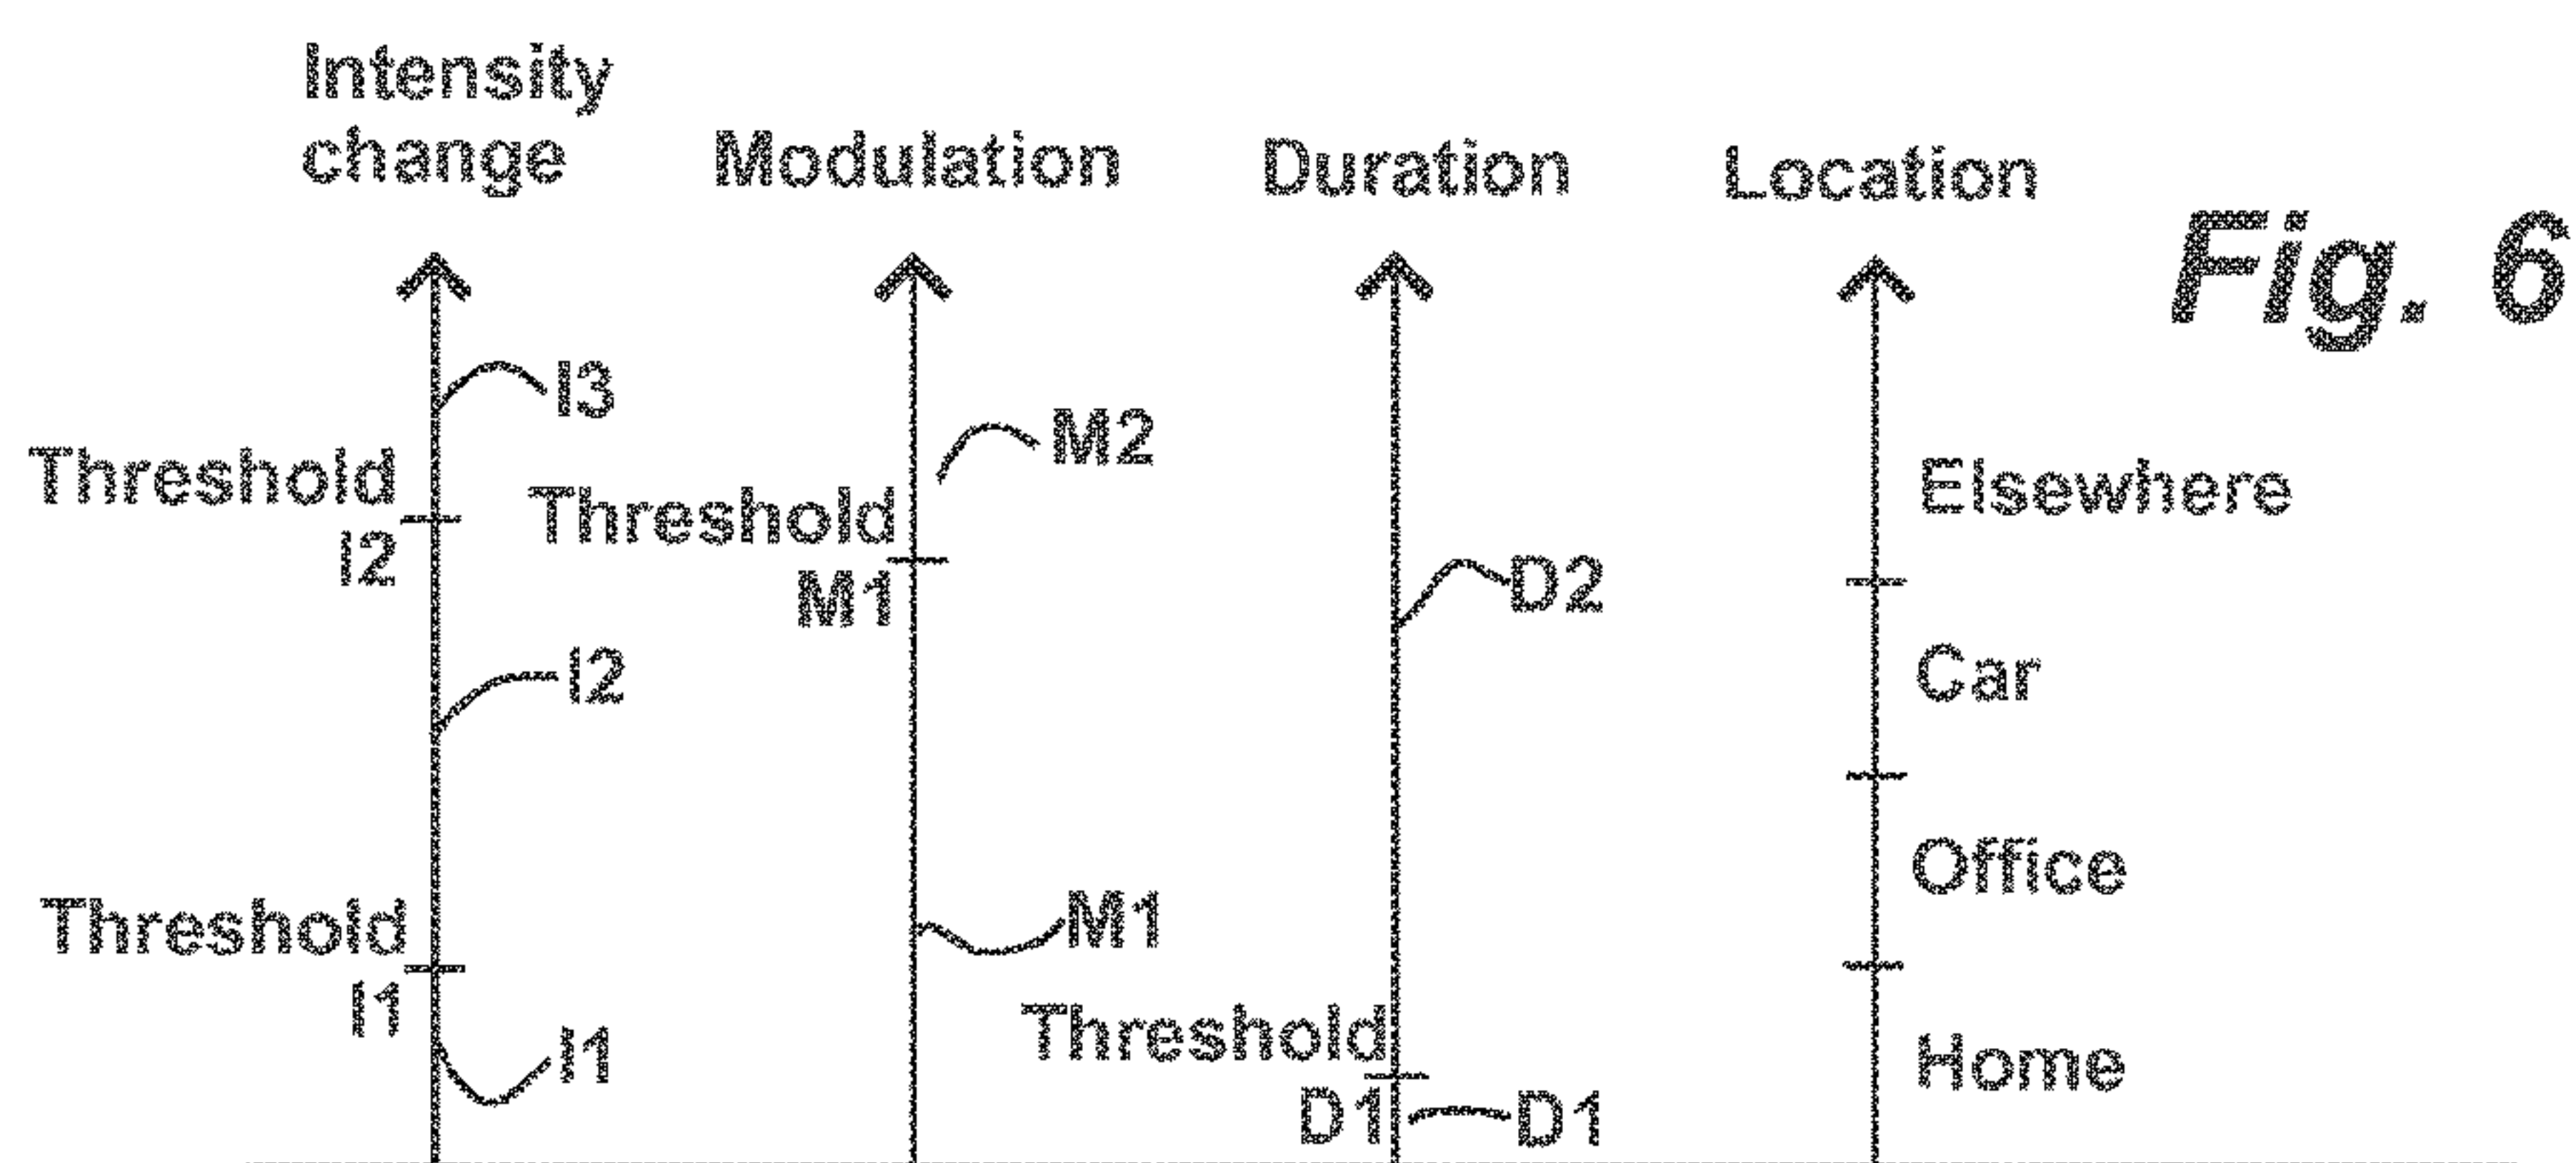 Intensity
change
Modulation
Duration
Location
Fig. 6
I3
M2
Threshold
I2
Threshold
M1
Elsewhere
D2
I2
Car
Office
M1
Threshold
I1
Threshold
D1
I1
D1
Home